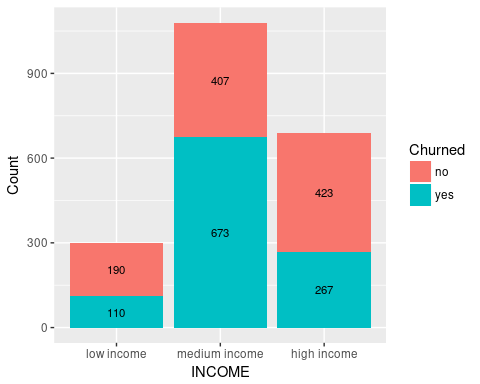 Count
900
600
300
0
407
673
423
267
190
110
low income
medium income
high income
INCOME
Churned
no
yes